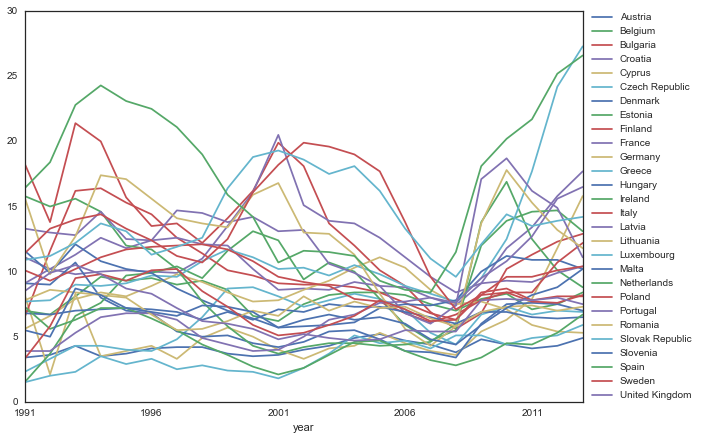 30
25
20
15
10
5
0
1991
1996
2001
2006
2011
year
Austria
Belgium
Bulgaria
Croatia
Cyprus
Czech Republic
Denmark
Estonia
Finland
France
Germany
Greece
Hungary
Ireland
Italy
Latvia
Lithuania
Luxembourg
Malta
Netherlands
Poland
Portugal
Romania
Slovak Republic
Slovenia
Spain
Sweden
United Kingdom